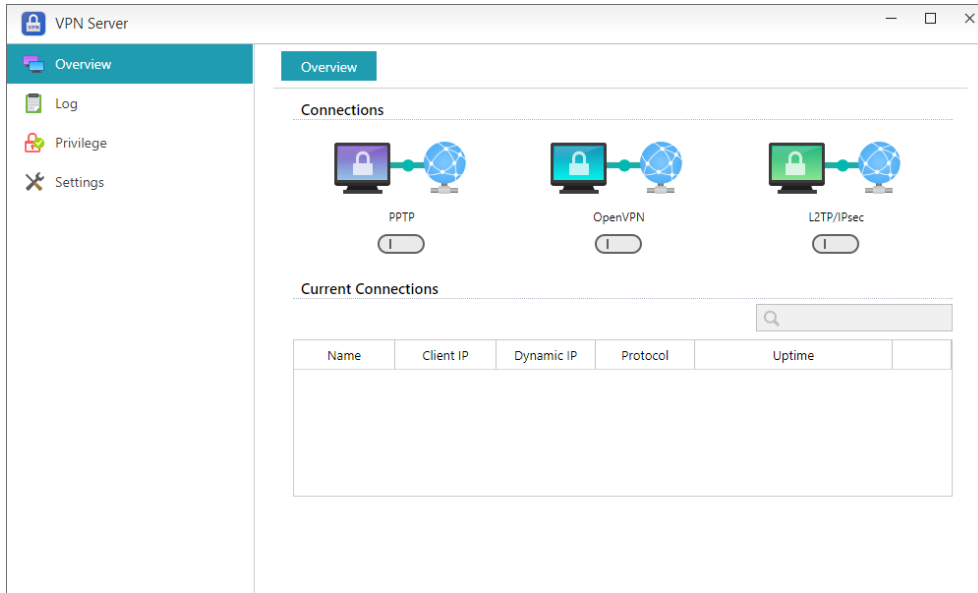 VPN Server
Overview
Log
Privilege
Settings
Overview
Connections
PPTP OpenVPN L2TP/IPsec
Current Connections
Name Client IP Dynamic IP Protocol Uptime